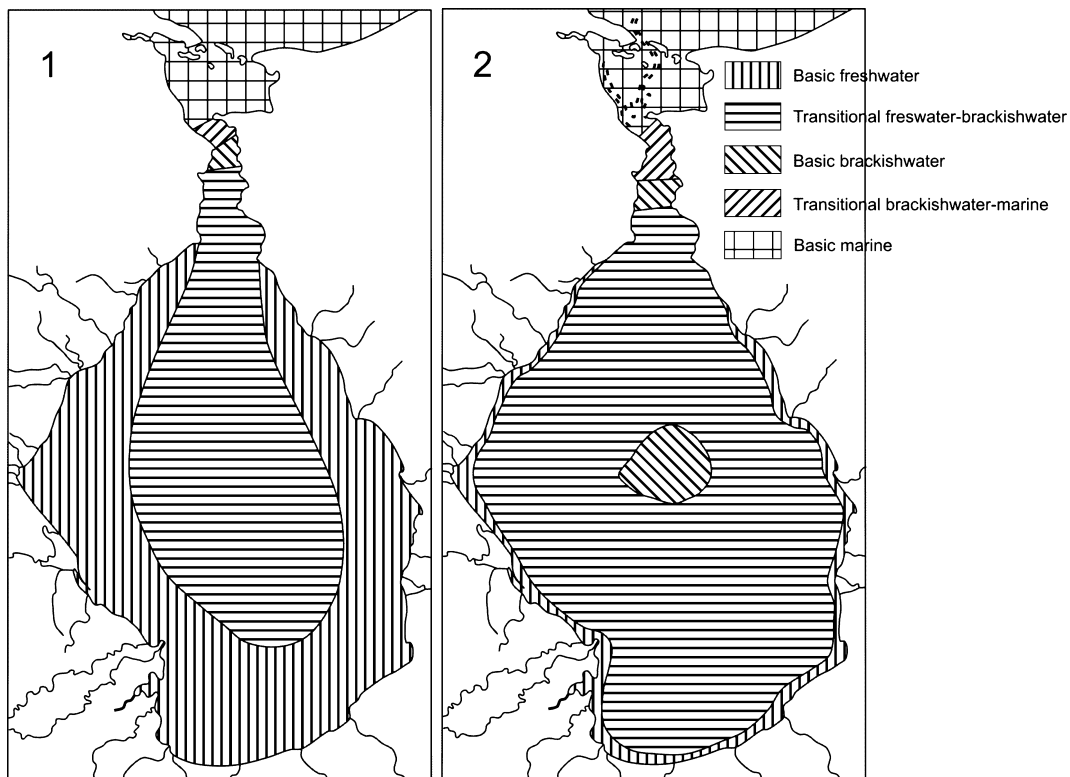 1
2
Basic freshwater
Transitional freswater-brackishwater
Basic brackishwater
Transitional brackishwater-marine
Basic marine